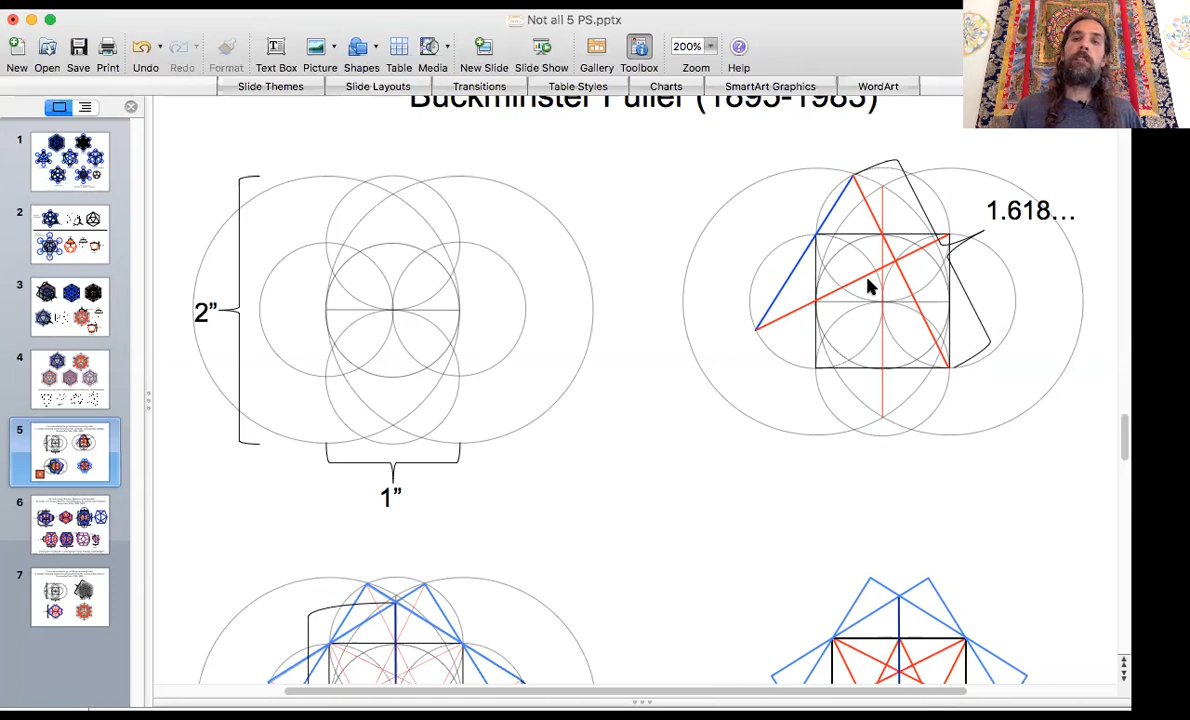 Not all 5 PS.pptx
New Open Save Print Undo Redo Format Text Box Picture Shapes Table Media New Slide Slide Show Gallery Toolbox 200% Zoom Help
Slide Themes Slide Layouts Transitions Table Styles Charts SmartArt Graphics WordArt
1
2
3
4
5
6
7
Buckminster Fuller (1895-1983)
1.618…
2”
1”